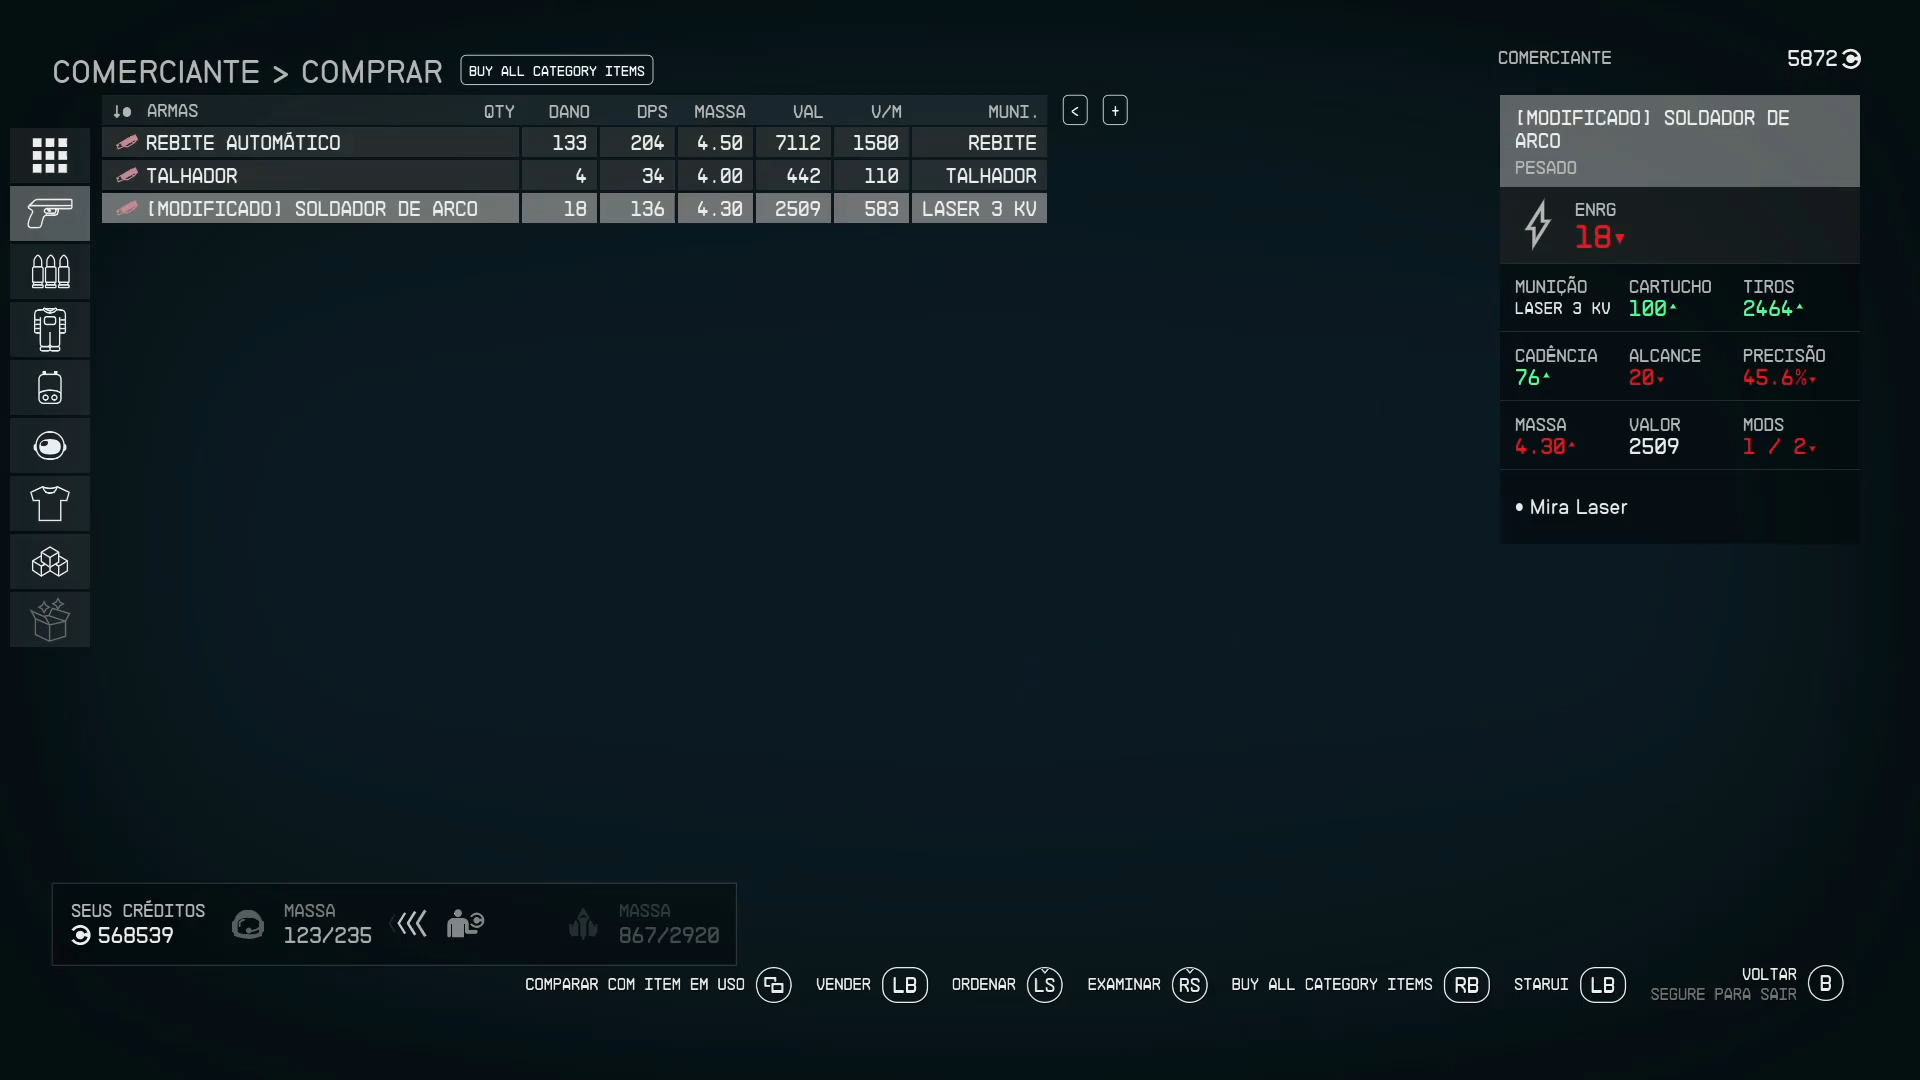 COMERCIANTE > COMPRAR BUY ALL CATEGORY ITEMS
COMERCIANTE 5872
ARMAS QTY DANO DPS MASSA VAL V/M MUNI. < +
REBITE AUTOMÁTICO 133 204 4.50 7112 1580 REBITE
TALHADOR 4 34 4.00 442 110 TALHADOR
[MODIFICADO] SOLDADOR DE ARCO 18 136 4.30 2509 583 LASER 3 KV
[MODIFICADO] SOLDADOR DE
ARCO
PESADO
ENRG
18
MUNIÇÃO CARTUCHO TIROS
LASER 3 KV 100 2464
CADÊNCIA ALCANCE PRECISÃO
76 20 45.6%
MASSA VALOR MODS
4.30 2509 1 / 2
• Mira Laser
SEUS CRÉDITOS MASSA MASSA
568539 123/235 867/2920
COMPARAR COM ITEM EM USO VENDER LB ORDENAR LS EXAMINAR RS BUY ALL CATEGORY ITEMS RB STARUI LB VOLTAR B
SEGURE PARA SAIR